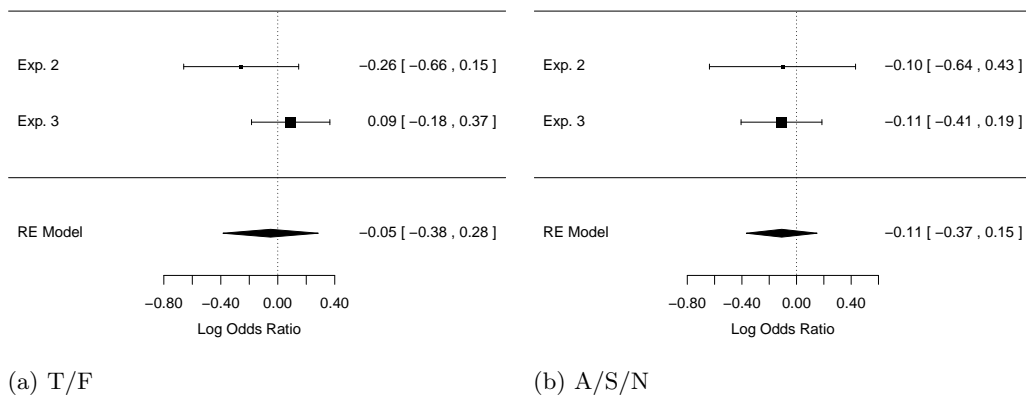 Exp. 2 −0.26 [ −0.66 , 0.15 ]
Exp. 3 0.09 [ −0.18 , 0.37 ]
RE Model −0.05 [ −0.38 , 0.28 ]
−0.80 −0.40 0.00 0.40
Log Odds Ratio
(a) T/F
Exp. 2 −0.10 [ −0.64 , 0.43 ]
Exp. 3 −0.11 [ −0.41 , 0.19 ]
RE Model −0.11 [ −0.37 , 0.15 ]
−0.80 −0.40 0.00 0.40
Log Odds Ratio
(b) A/S/N